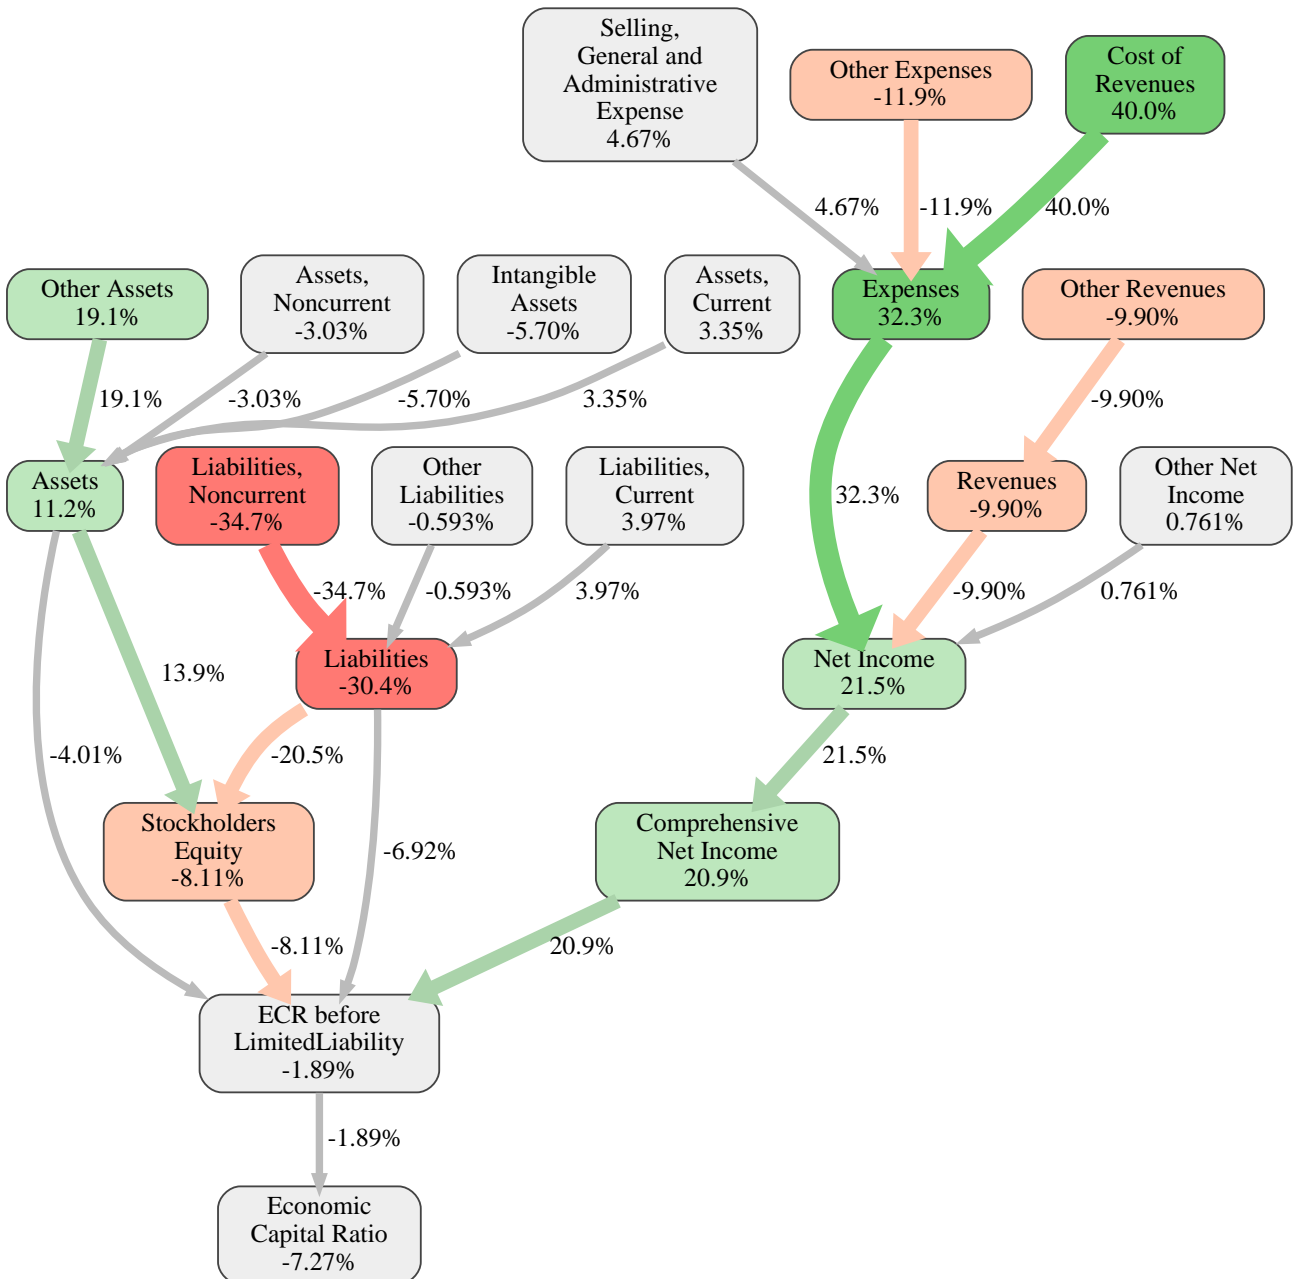 Selling,
General and
Administrative
Expense
4.67%
Other Expenses
-11.9%
Cost of
Revenues
40.0%
4.67%
-11.9%
40.0%
Other Assets
19.1%
Assets,
Noncurrent
-3.03%
Intangible
Assets
-5.70%
Assets,
Current
3.35%
Expenses
32.3%
Other Revenues
-9.90%
19.1%
-3.03%
-5.70%
3.35%
-9.90%
Assets
11.2%
Liabilities,
Noncurrent
-34.7%
Other
Liabilities
-0.593%
Liabilities,
Current
3.97%
32.3%
Revenues
-9.90%
Other Net
Income
0.761%
-34.7%
-0.593%
3.97%
-9.90%
0.761%
13.9%
Liabilities
-30.4%
Net Income
21.5%
-4.01%
-20.5%
21.5%
Stockholders
Equity
-8.11%
-6.92%
Comprehensive
Net Income
20.9%
-8.11%
20.9%
ECR before
LimitedLiability
-1.89%
-1.89%
Economic
Capital Ratio
-7.27%